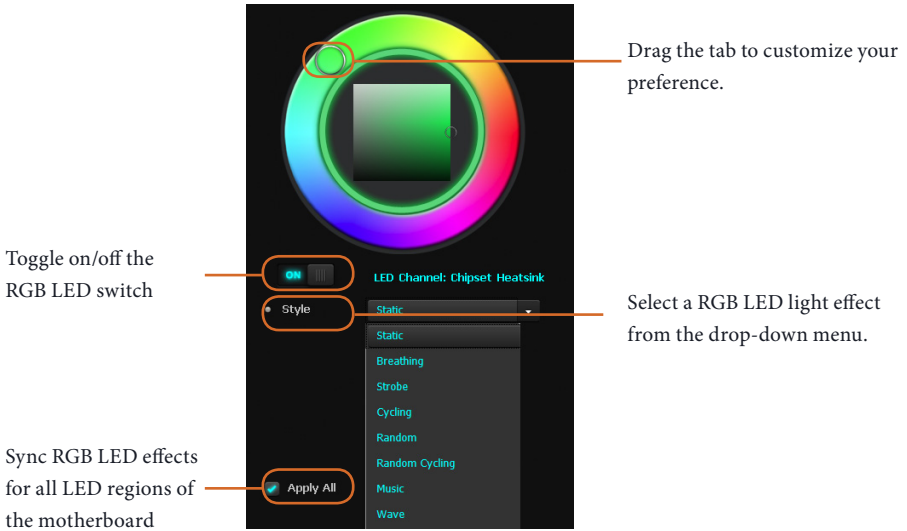 Drag the tab to customize your
preference.
Toggle on/off the
RGB LED switch
ON
LED Channel: Chipset Heatsink
Style
Static
Select a RGB LED light effect
from the drop-down menu.
Static
Breathing
Strobe
Cycling
Random
Random Cycling
Music
Wave
Sync RGB LED effects
for all LED regions of
the motherboard
Apply All